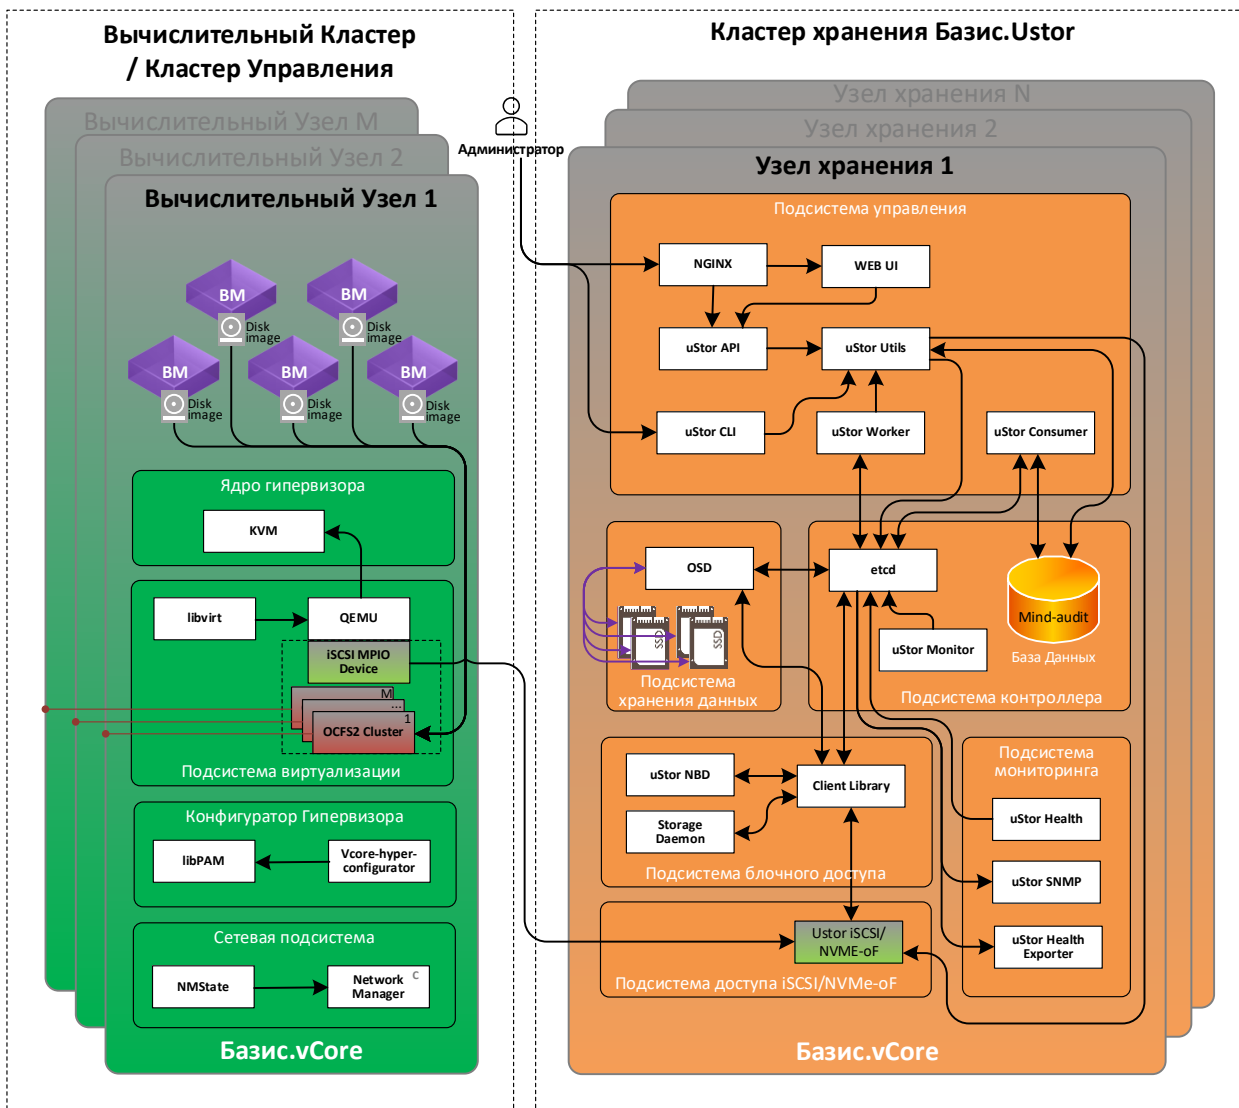 Вычислительный Кластер
/ Кластер Управления
Вычислительный Узел M
Вычислительный Узел 2
Вычислительный Узел 1
ВМ
Disk
image
ВМ
Disk
image
ВМ
Disk
image
ВМ
Disk
image
ВМ
Disk
image
Ядро гипервизора
KVM
libvirt
QEMU
iSCSI MPIO
Device
M
...
1
OCFS2 Cluster
Подсистема виртуализации
Конфигуратор Гипервизора
libPAM
Vcore-hyper-
configurator
Сетевая подсистема
NMState
Network
Manager
C
Базис.vCore
Администратор
Кластер хранения Базис.Ustor
Узел хранения N
Узел хранения 2
Узел хранения 1
Подсистема управления
NGINX
WEB UI
uStor API
uStor Utils
uStor CLI
uStor Worker
uStor Consumer
OSD
SSD
SSD
Подсистема
хранения данных
etcd
uStor Monitor
Mind-audit
База Данных
Подсистема контроллера
uStor NBD
Client Library
Storage
Daemon
Подсистема блочного доступа
Подсистема
мониторинга
uStor Health
uStor SNMP
uStor Health
Exporter
Ustor iSCSI/
NVME-oF
Подсистема доступа iSCSI/NVMe-oF
Базис.vCore